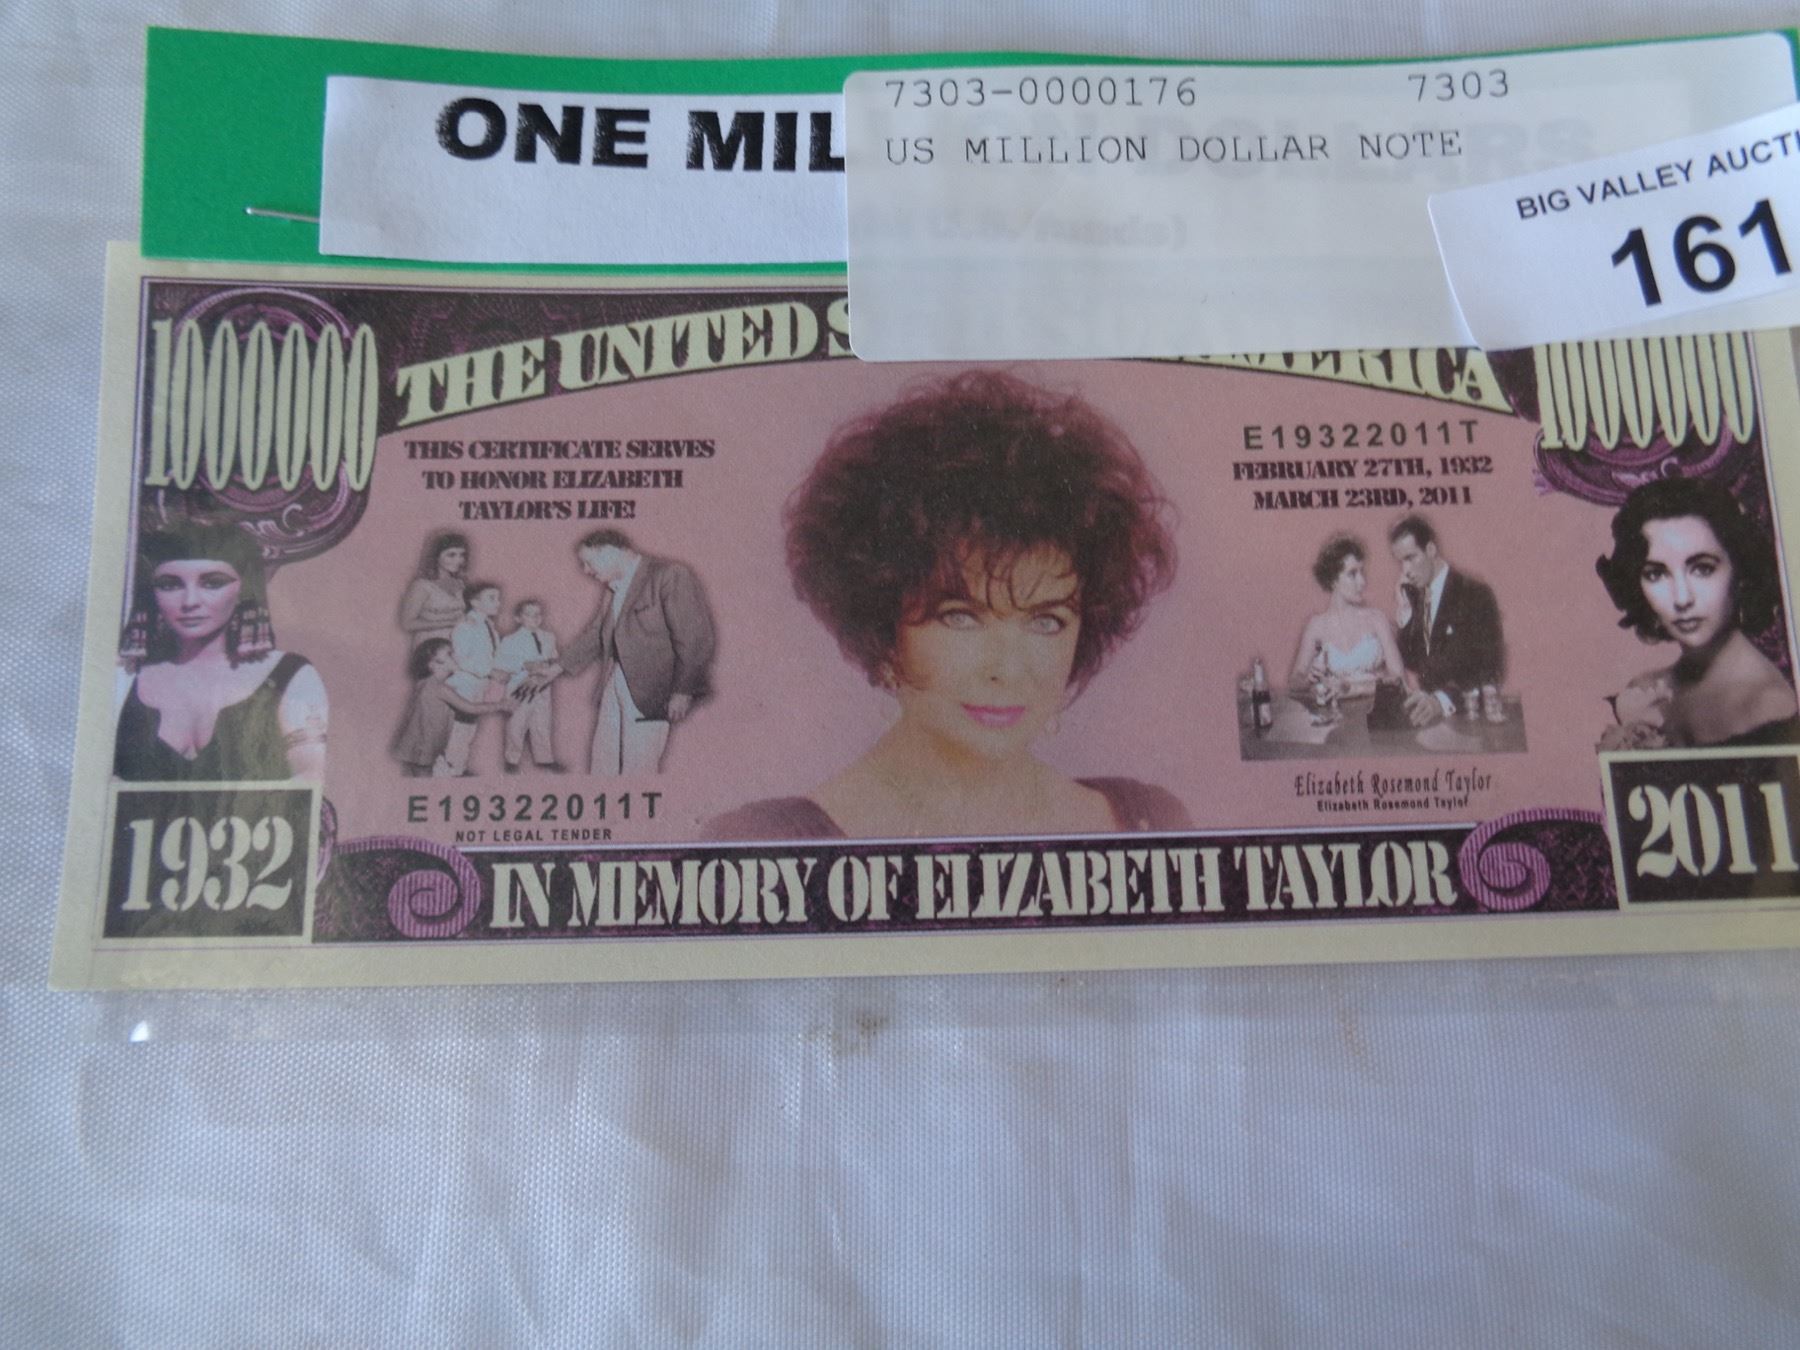 ONE MIL
7303-0000176 7303
US MILLION DOLLAR NOTE
BIG VALLEY AUCTI
161
1000000 1000000
THE UNITED S AMERICA
THIS CERTIFICATE SERVES
TO HONOR ELIZABETH
TAYLOR'S LIFE!
E19322011T
FEBRUARY 27TH, 1932
MARCH 23RD, 2011
Elizabeth Rosemond Taylor
Elizabeth Rosemond Taylor
E19322011T
NOT LEGAL TENDER
1932
IN MEMORY OF ELIZABETH TAYLOR
2011